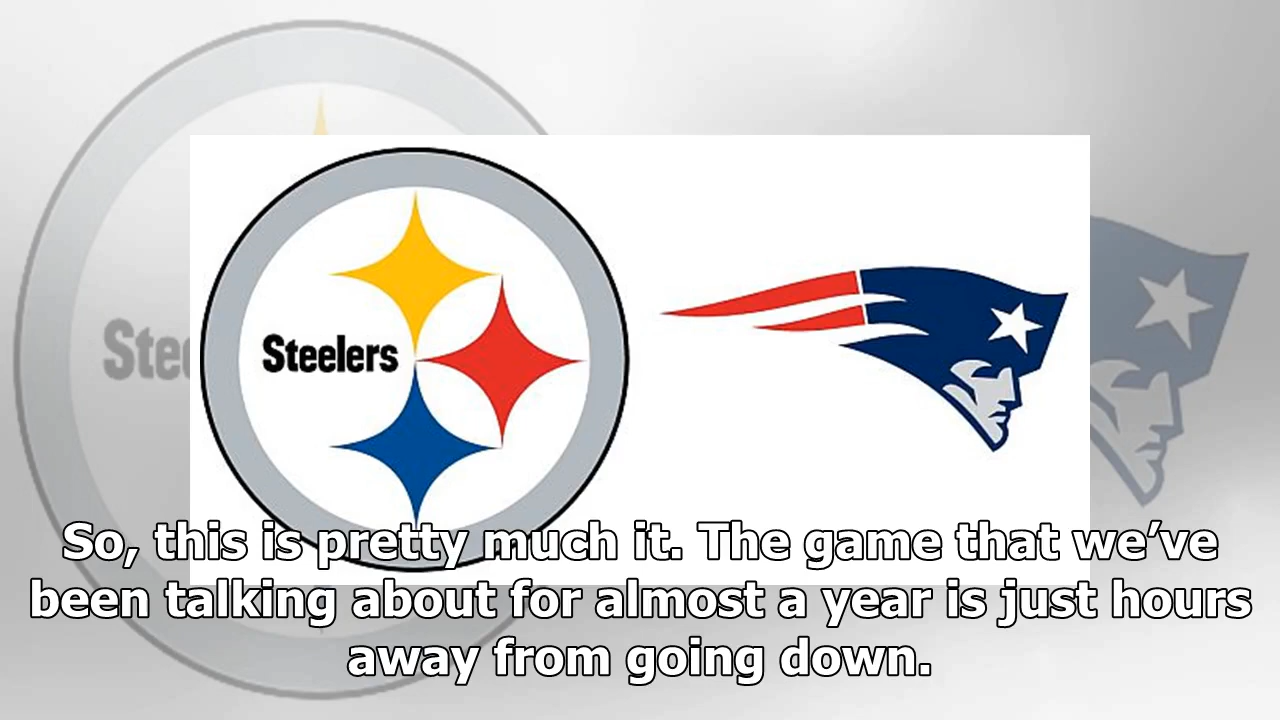 Steelers
Stee
So, this is pretty much it. The game that we’ve
been talking about for almost a year is just hours
away from going down.